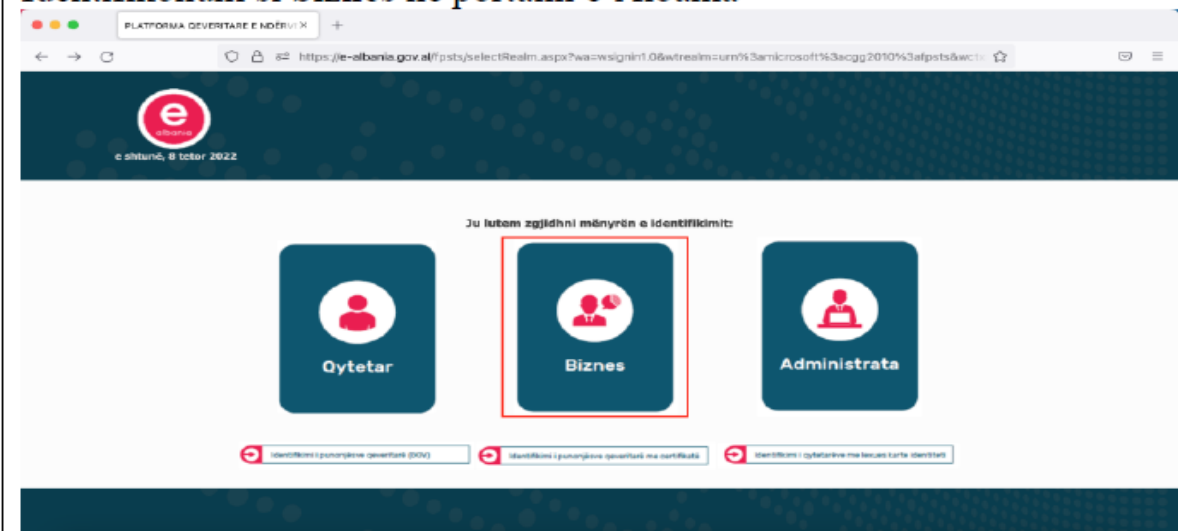 PLATFORMA QEVERITARE E NDËRVI
https://e-albania.gov.al/fpsts/selectRealm.aspx?wa=wsignin1.0&wtrealm=urn%3amicrosoft%3acgg2010%3afpsts&wct
e
albania
e shtunë, 8 tetor 2022
Ju lutem zgjidhni mënyrën e identifikimit:
Qytetar
Biznes
Administrata
Identifikimi i punonjësve qeveritarë (DGV)
Identifikimi i punonjësve qeveritarë me certifikatë
Identifikimi i qytetarëve me lexues karte identiteti